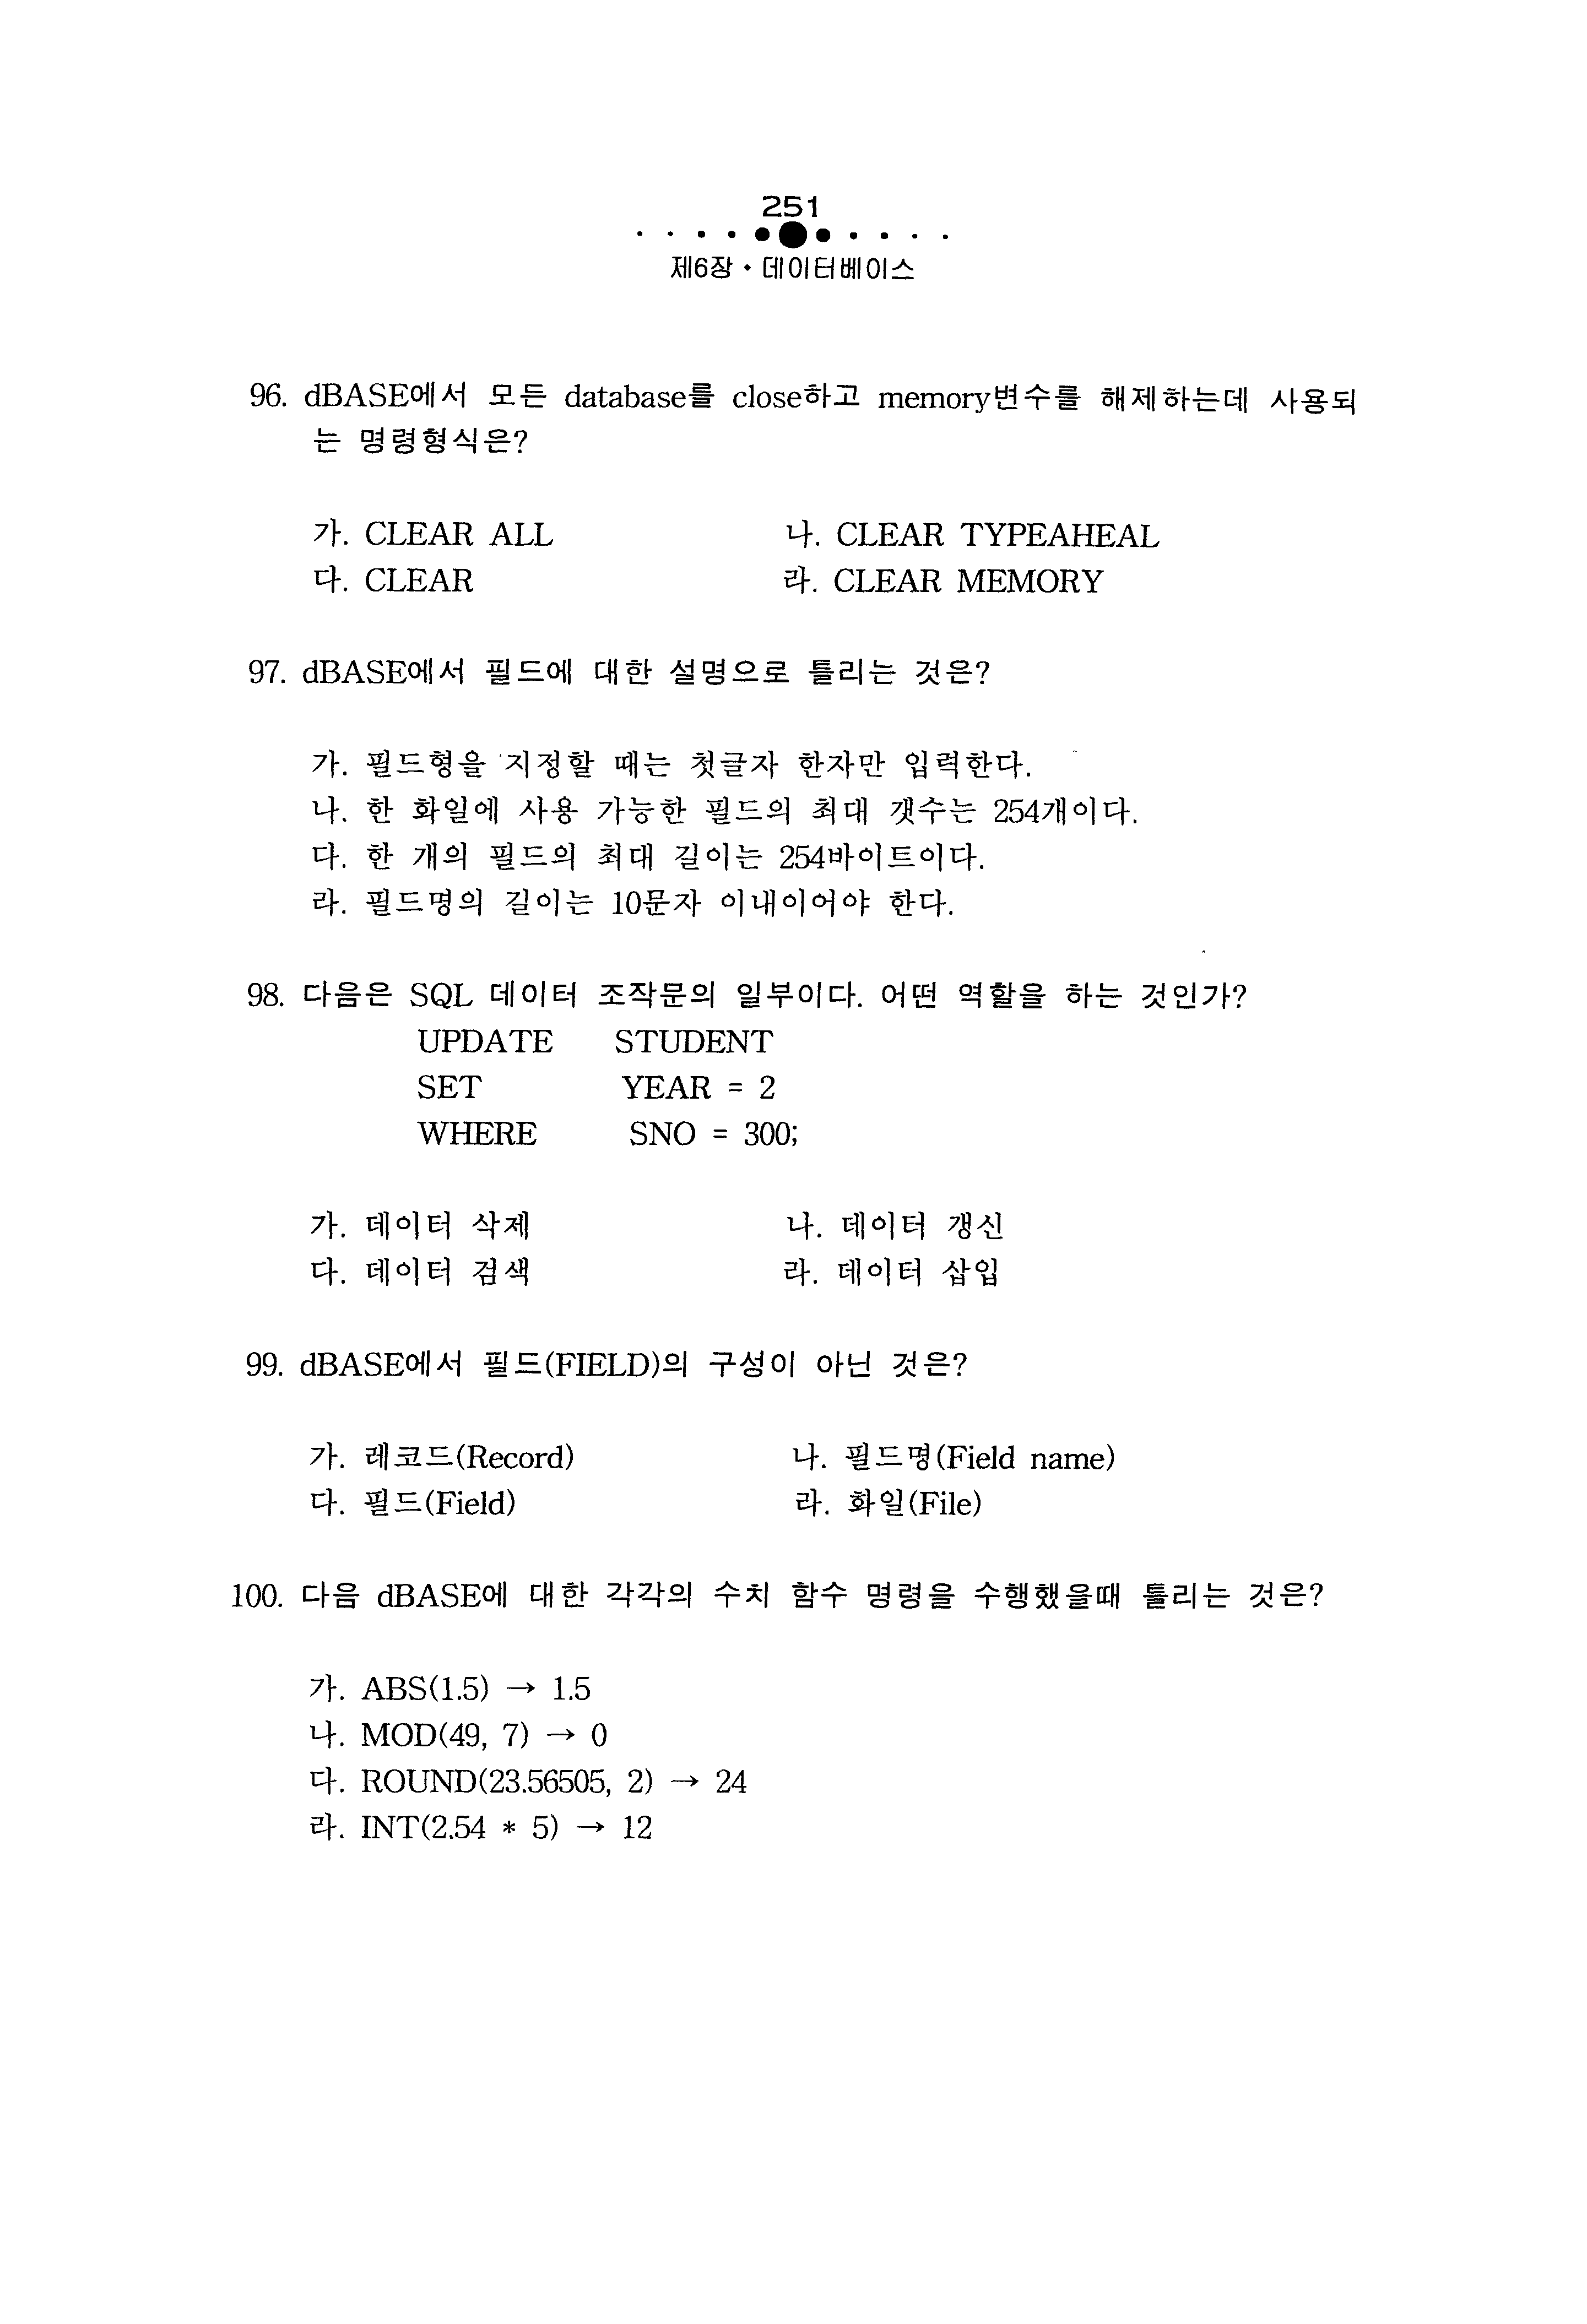 251
제6장 • 데이터베이스
96. dBASE에서 모든 database를 close하고 memory변수를 해제하는데 사용되
는 명령형식은?
가. CLEAR ALL 나. CLEAR TYPEAHEAL
다. CLEAR 라. CLEAR MEMORY
97. dBASE에서 필드에 대한 설명으로 틀리는 것은?
가. 필드형을 지정할 때는 첫글자 한자만 입력한다.
나. 한 화일에 사용 가능한 필드의 최대 갯수는 254개이다.
다. 한 개의 필드의 최대 길이는 254바이트이다.
라. 필드명의 길이는 10문자 이내이어야 한다.
98. 다음은 SQL 데이터 조작문의 일부이다. 어떤 역할을 하는 것인가?
UPDATE STUDENT
SET YEAR = 2
WHERE SNO = 300;
가. 데이터 삭제 나. 데이터 갱신
다. 데이터 검색 라. 데이터 삽입
99. dBASE에서 필드(FIELD)의 구성이 아닌 것은?
가. 레코드(Record) 나. 필드명(Field name)
다. 필드(Field) 라. 화일(File)
100. 다음 dBASE에 대한 각각의 수치 함수 명령을 수행했을때 틀리는 것은?
가. ABS(1.5) → 1.5
나. MOD(49, 7) → 0
다. ROUND(23.56505, 2) → 24
라. INT(2.54 * 5) → 12